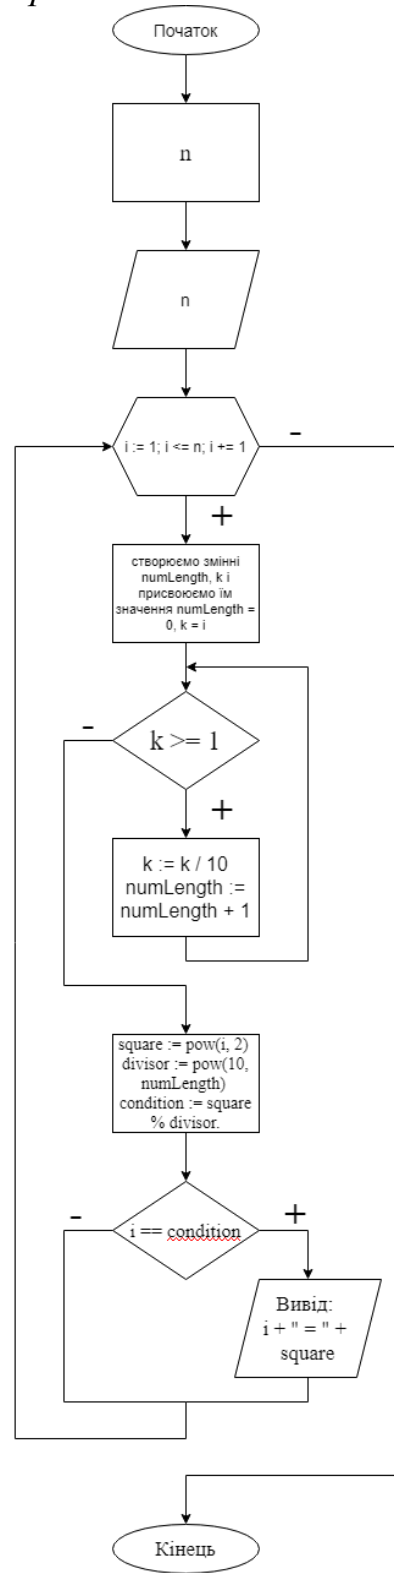 Початок
n
n
i := 1; i <= n; i += 1
-
+
створюємо змінні
numLength, k і
присвоюємо їм
значення numLength =
0, k = i
k >= 1
-
+
k := k / 10
numLength :=
numLength + 1
square := pow(i, 2)
divisor := pow(10,
numLength)
condition := square
% divisor.
i == condition
-
+
Вивід:
i + " = " +
square
Кінець